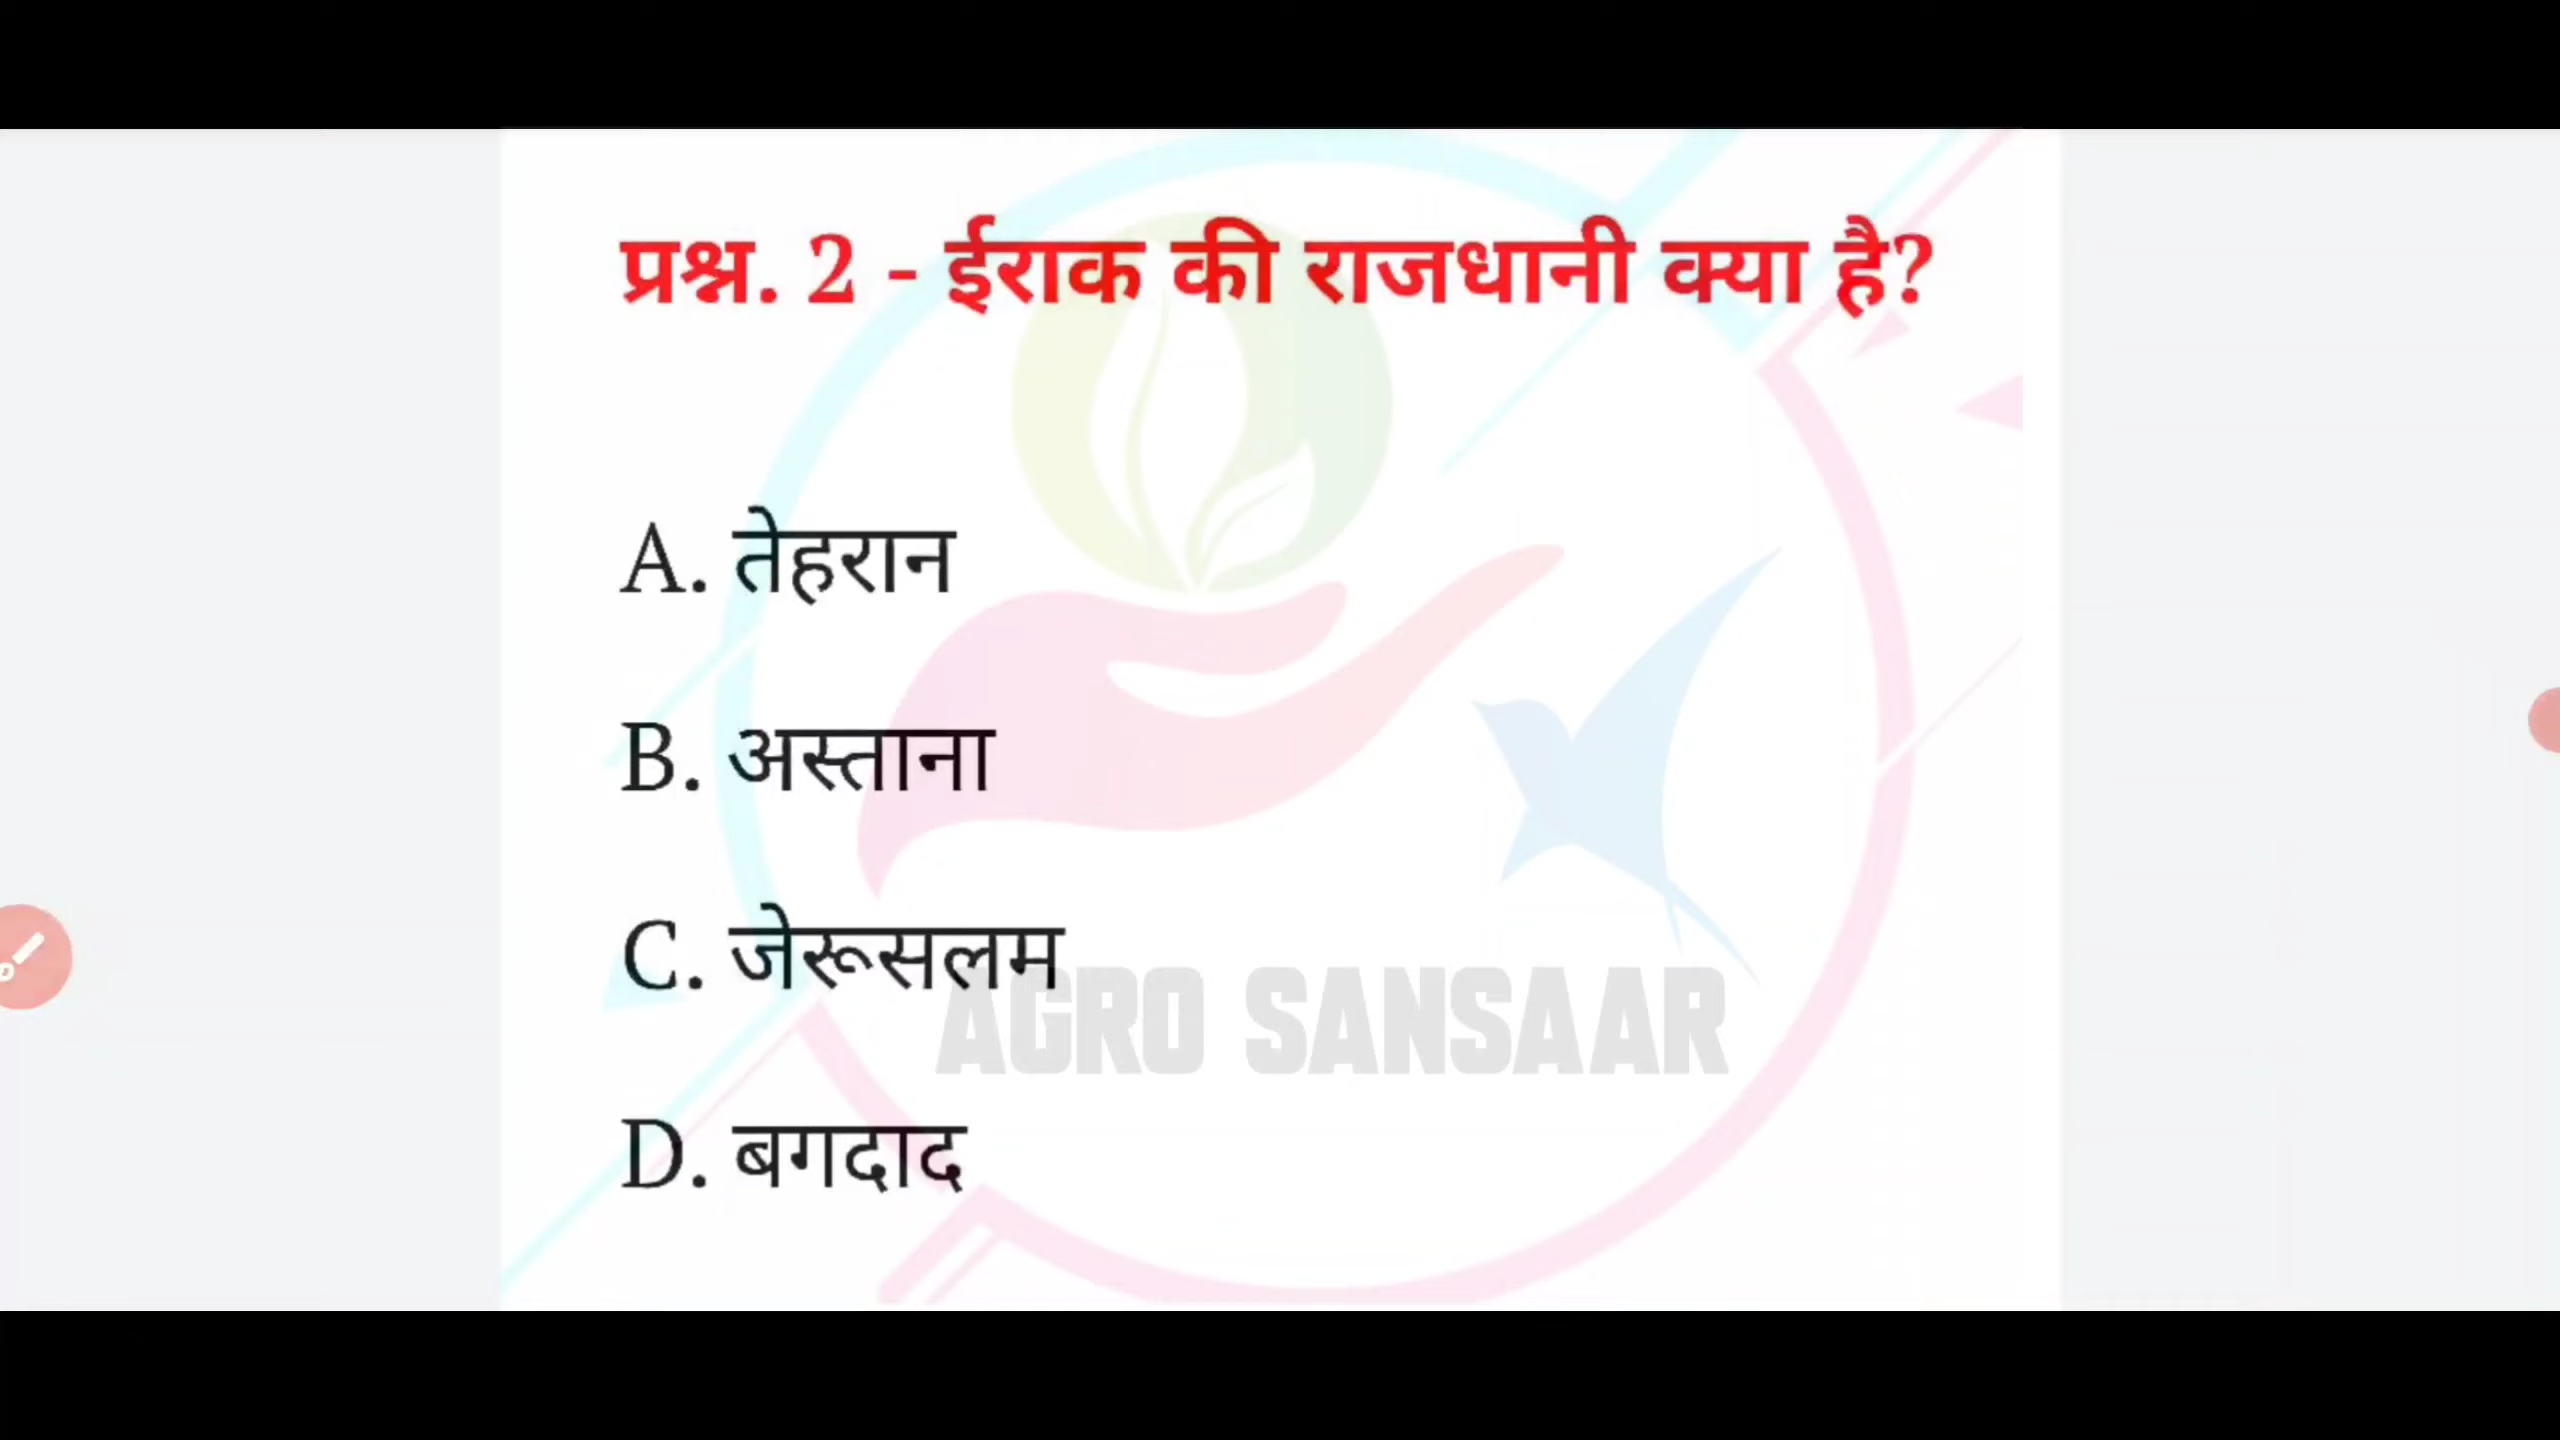 प्रश्न. 2 - ईराक की राजधानी क्या है?
A. तेहरान
B. अस्ताना
C. जेरूसलम
AGRO SANSAAR
D. बगदाद